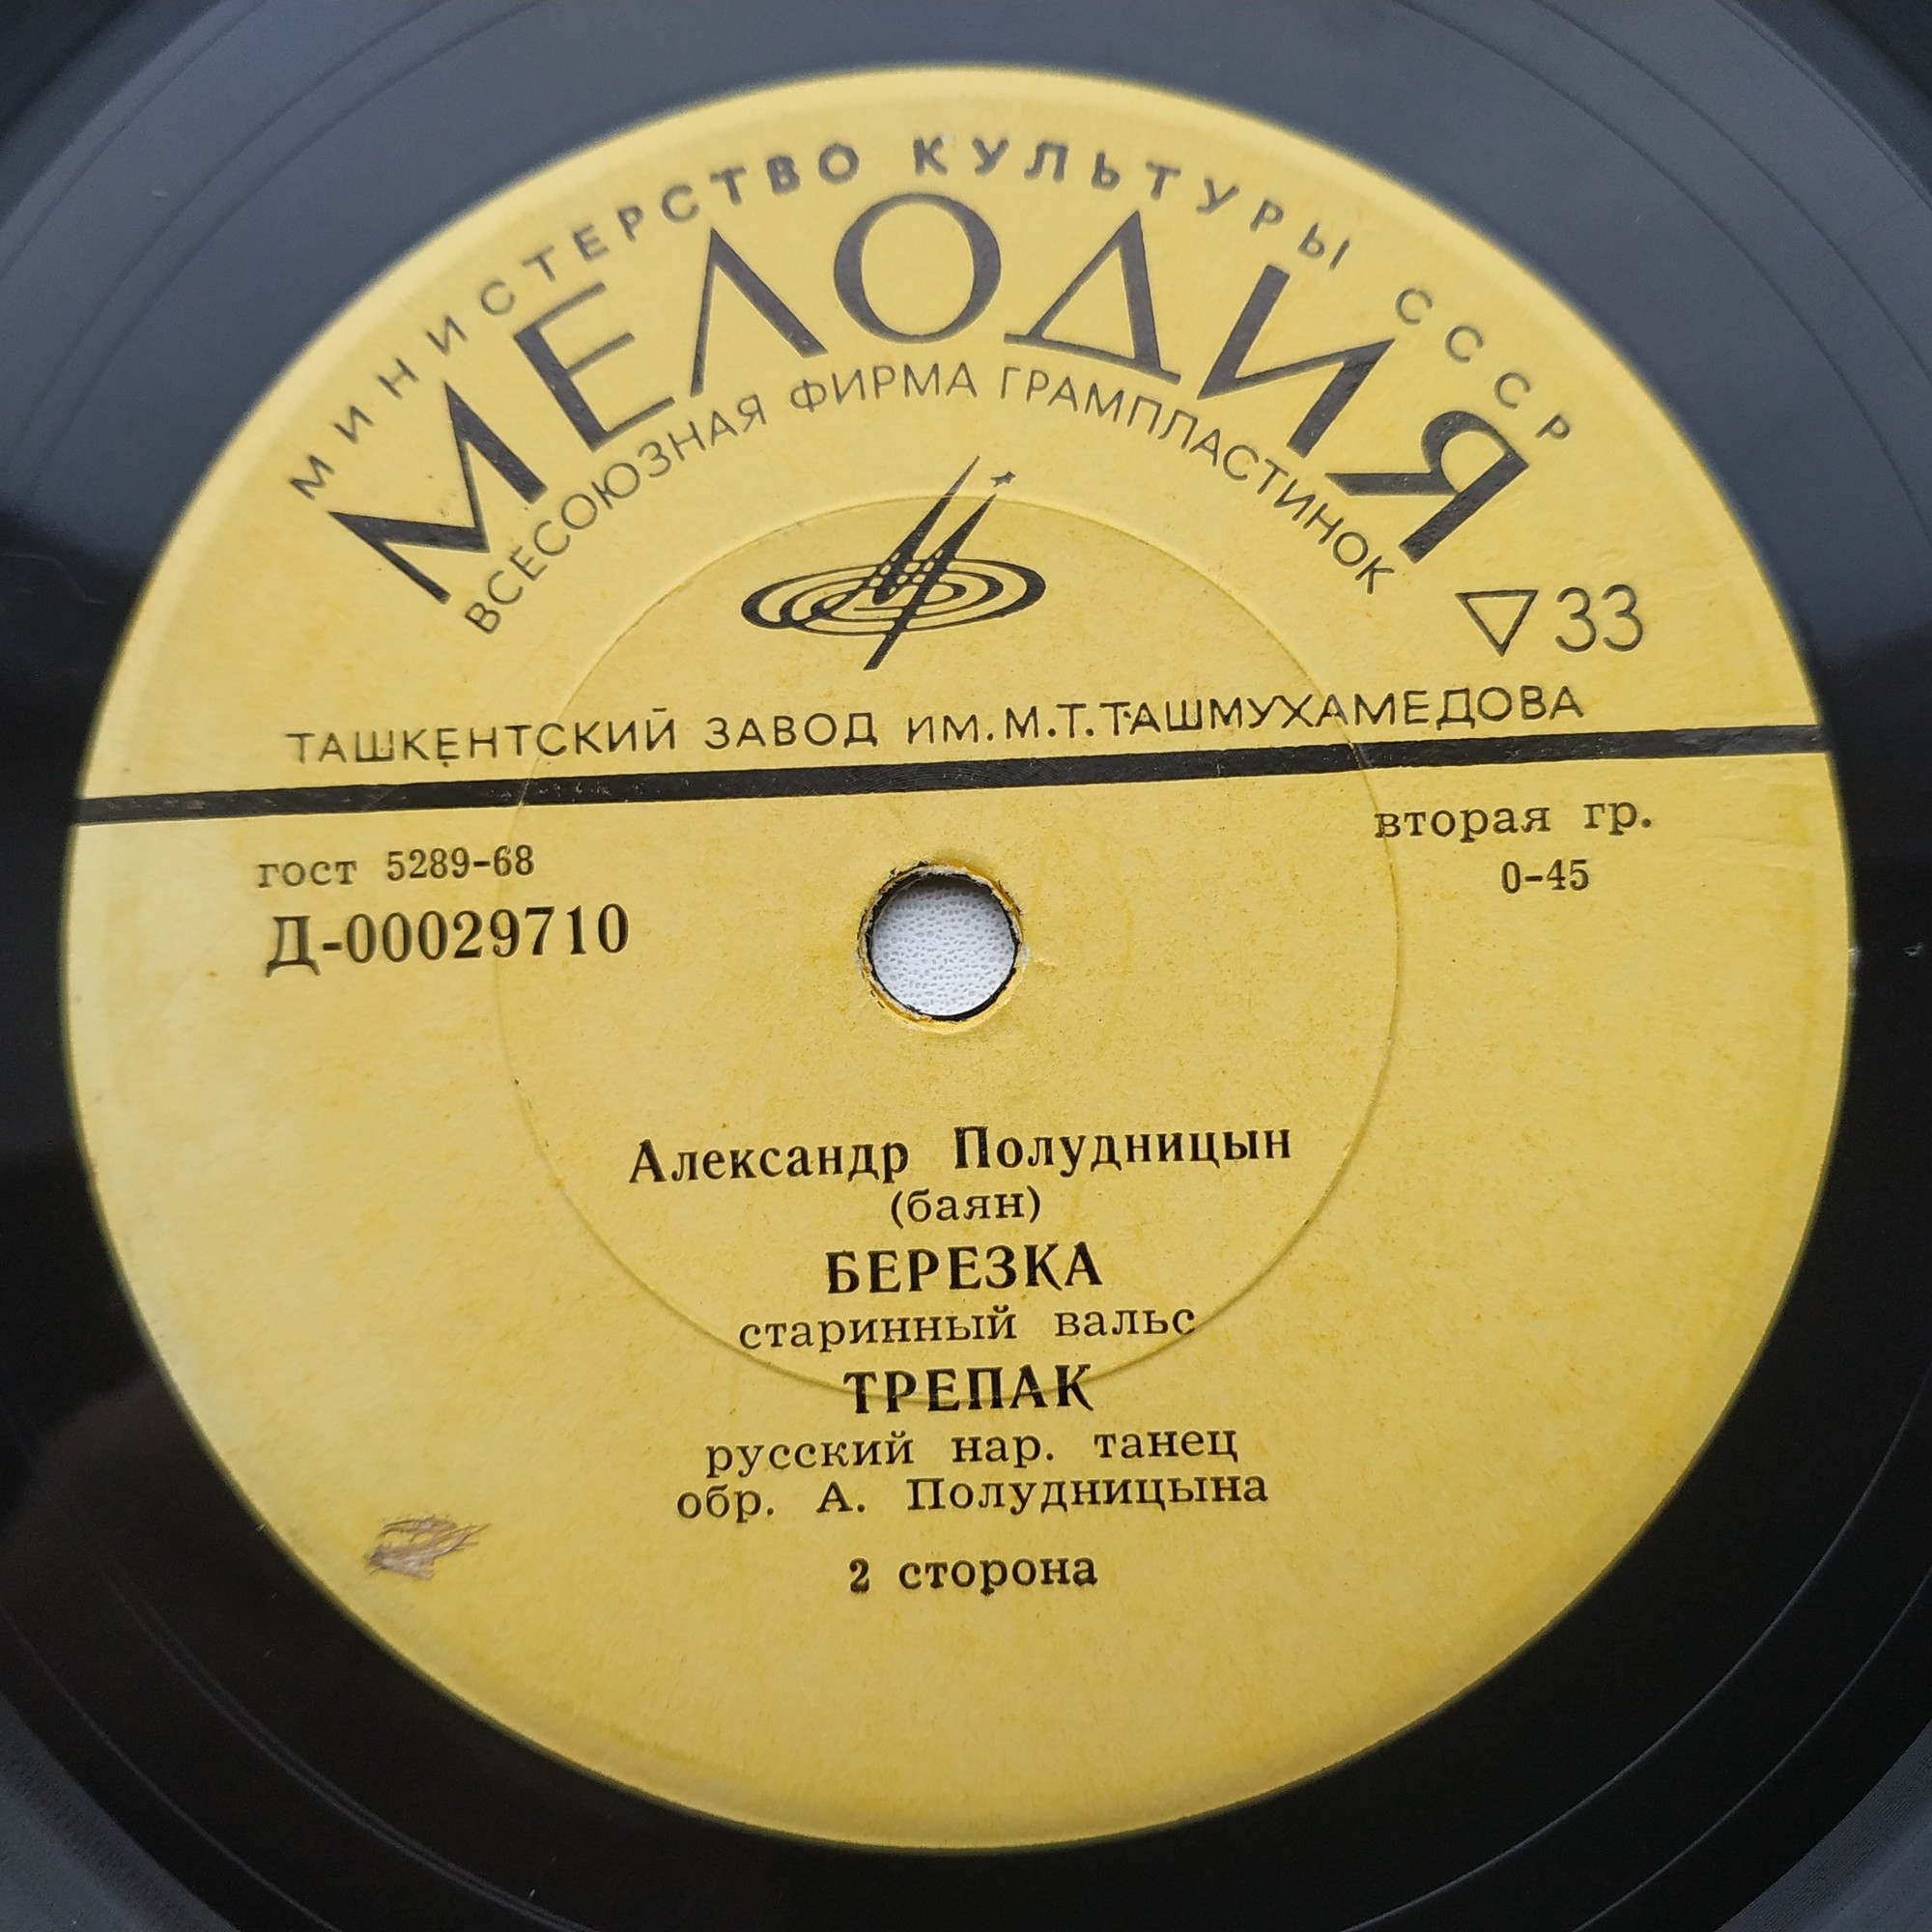 МИНИСТЕРСТВО КУЛЬТУРЫ СССР
МЕЛОДИЯ
ВСЕСОЮЗНАЯ ФИРМА ГРАМПЛАСТИНОК
33
ТАШКЕНТСКИЙ ЗАВОД ИМ. М.Т.ТАШМУХАМЕДОВА
гост 5289-68
Д-00029710
вторая гр.
0-45
Александр Полудницын
(баян)
БЕРЕЗКА
старинный вальс
ТРЕПАК
русский нар. танец
обр. А. Полудницына
2 сторона